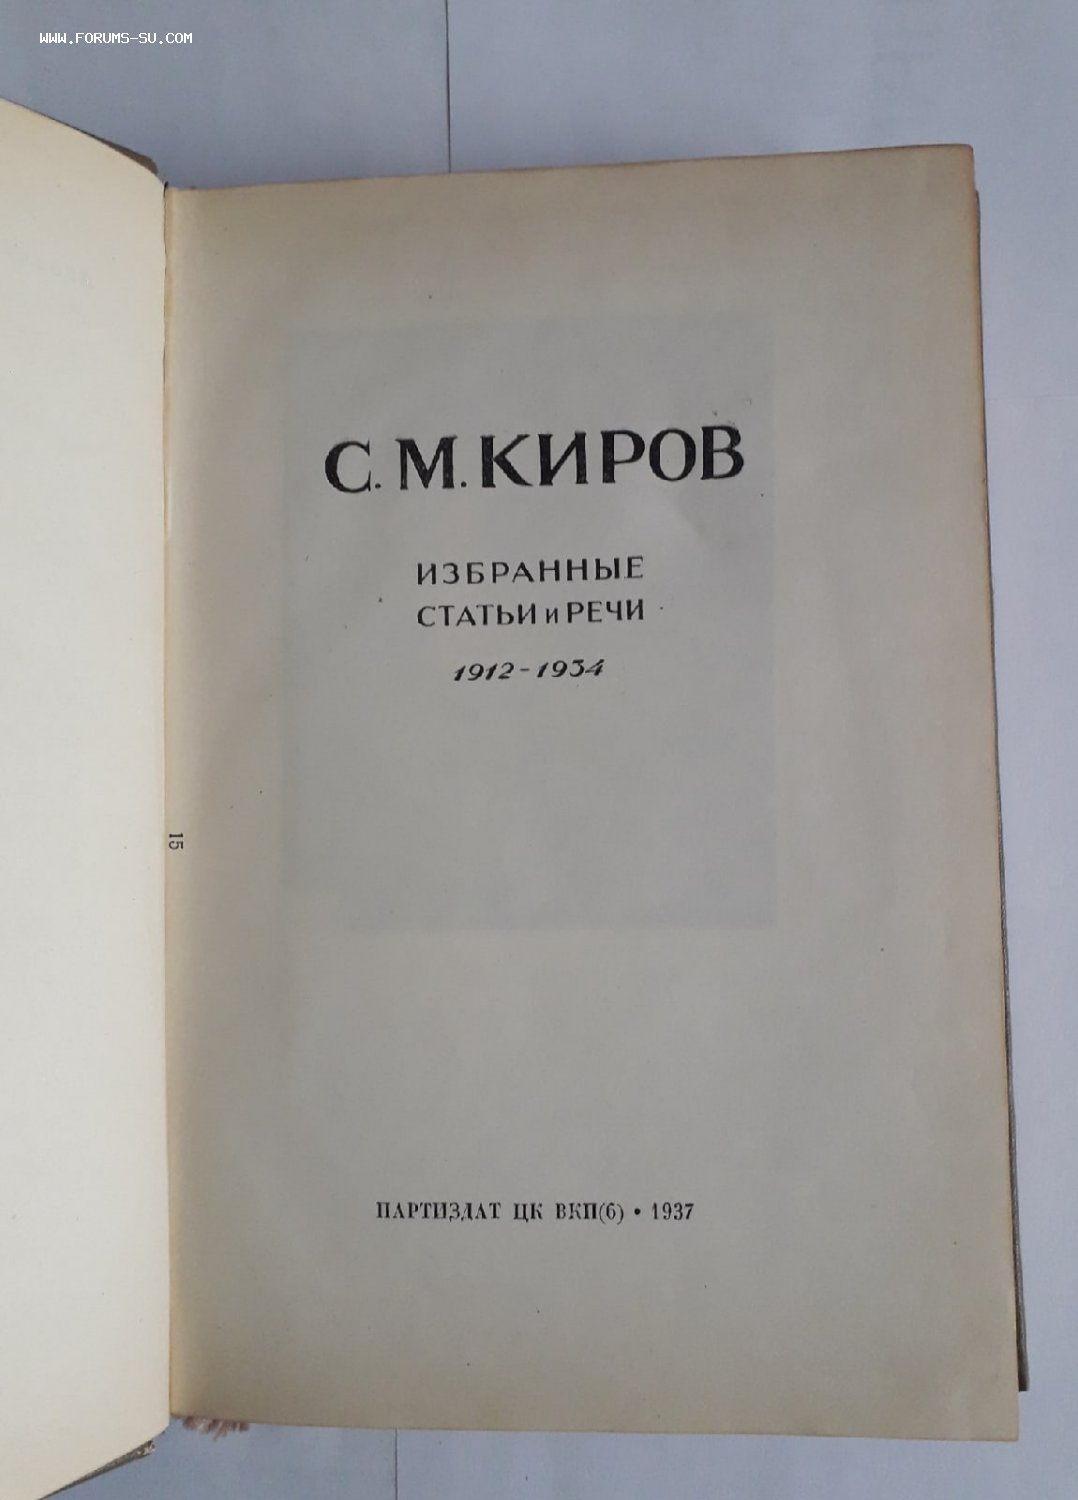 WWW.FORUMS-SU.COM
С. М. КИРОВ
ИЗБРАННЫЕ
СТАТЬИ и РЕЧИ
1912-1934
15
ПАРТИЗДАТ ЦК ВКП(б) • 1937